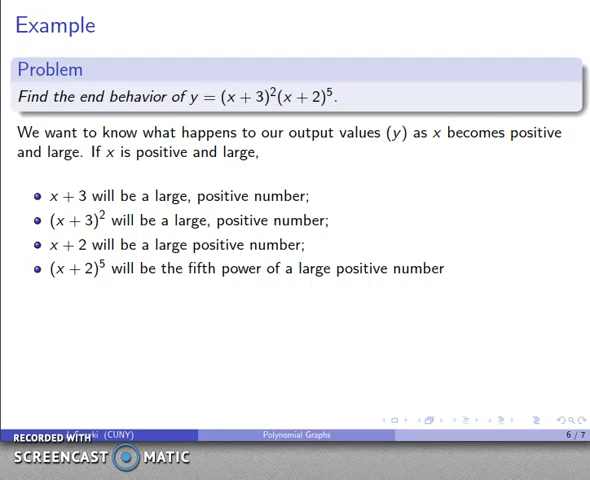 Example
Problem
Find the end behavior of y = (x + 3)²(x + 2)⁵.
We want to know what happens to our output values (y) as x becomes positive
and large. If x is positive and large,
x + 3 will be a large, positive number;
(x + 3)² will be a large, positive number;
x + 2 will be a large positive number;
(x + 2)⁵ will be the fifth power of a large positive number
(CUNY) Polynomial Graphs 6 / 7
RECORDED WITH
SCREENCAST MATIC